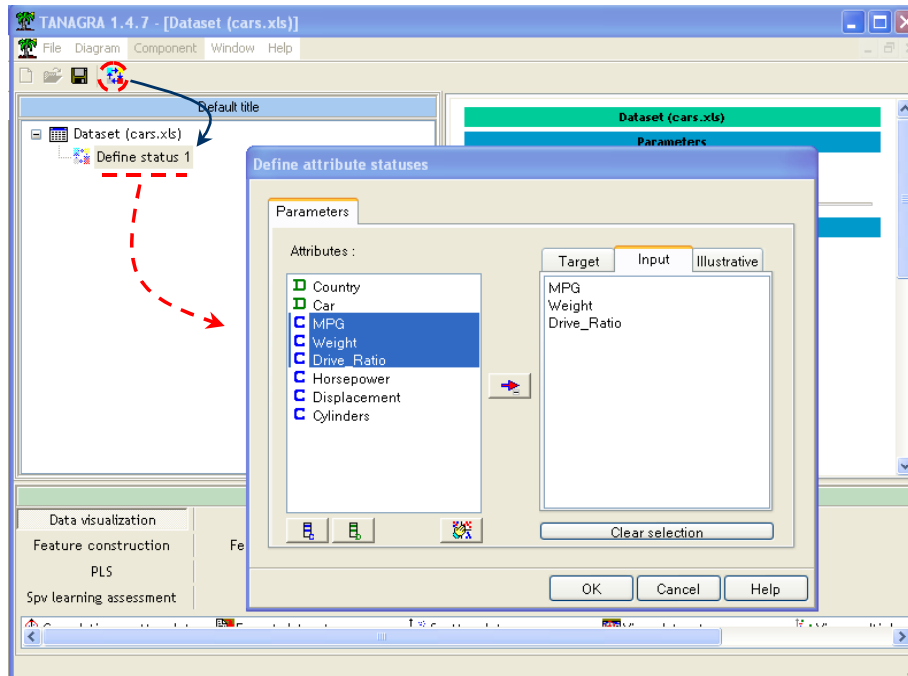 TANAGRA 1.4.7 - [Dataset (cars.xls)]
File Diagram Component Window Help
Default title
Dataset (cars.xls)
Define status 1
Dataset (cars.xls)
Parameters
Define attribute statuses
Parameters
Attributes :
Country
Car
MPG
Weight
Drive_Ratio
Horsepower
Displacement
Cylinders
Target Input Illustrative
MPG
Weight
Drive_Ratio
Clear selection
OK Cancel Help
Data visualization
Feature construction
Fe
PLS
Spv learning assessment